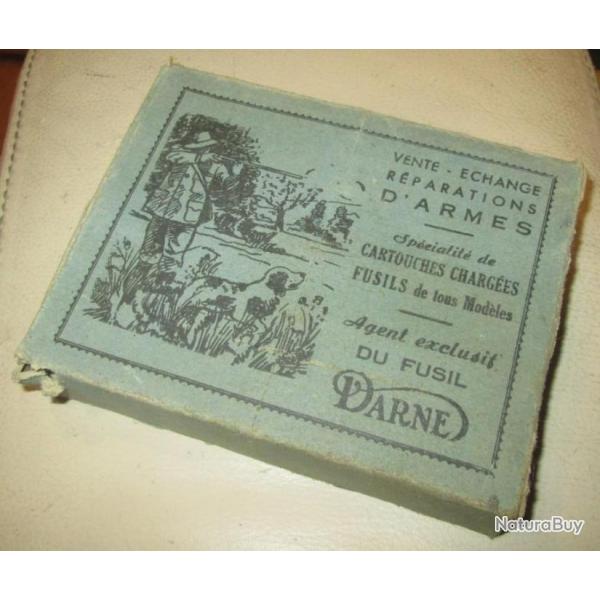 VENTE - ECHANGE
RÉPARATIONS
D'ARMES
Spécialité de
CARTOUCHES CHARGÉES
FUSILS de tous Modèles
Agent exclusif
DU FUSIL
DARNE
NaturaBuy